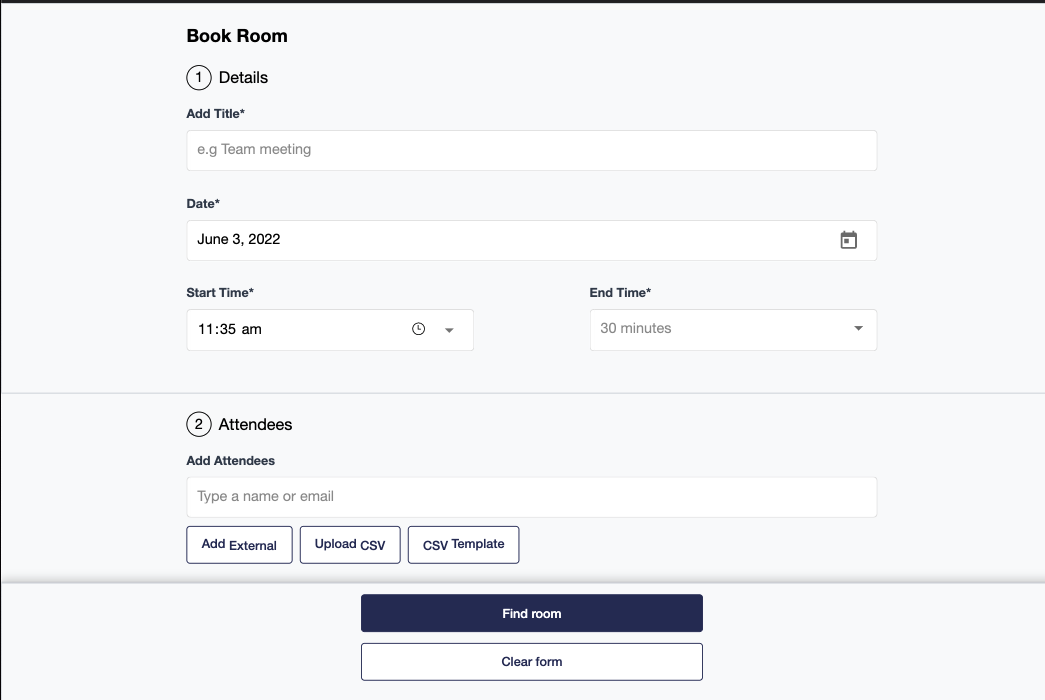 Book Room
1 Details
Add Title*
e.g Team meeting
Date*
June 3, 2022
Start Time* End Time*
11:35 am 30 minutes
2 Attendees
Add Attendees
Type a name or email
Add External Upload CSV CSV Template
Find room
Clear form